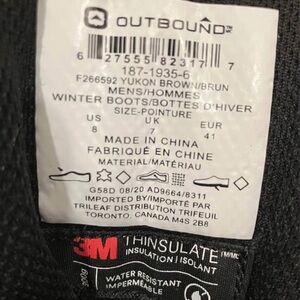 OUTBOUND
6 27555 82317 7
187-1935-6
F266592 YUKON BROWN/BRUN
MENS/HOMMES
WINTER BOOTS/BOTTES D'HIVER
SIZE-POINTURE
US UK EUR
8 7 41
MADE IN CHINA
FABRIQUÉ EN CHINE
MATERIAL/MATÉRIAU
G58D 08/20 AD9664/8311
IMPORTED BY/IMPORTÉ PAR
TRILEAF DISTRIBUTION TRIFEUIL
TORONTO, CANADA M4S 2B8
3M THINSULATE
INSULATION | ISOLANT
WATER RESISTANT
IMPERMÉABLE